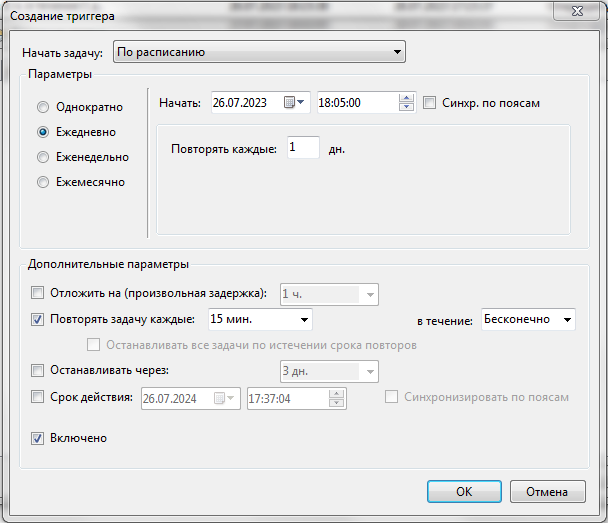 Создание триггера
Начать задачу: По расписанию
Параметры
Однократно
Ежедневно
Еженедельно
Ежемесячно
Начать: 26.07.2023 18:05:00 Синхр. по поясам
Повторять каждые: 1 дн.
Дополнительные параметры
Отложить на (произвольная задержка): 1 ч.
Повторять задачу каждые: 15 мин. в течение: Бесконечно
Останавливать все задачи по истечении срока повторов
Останавливать через: 3 дн.
Срок действия: 26.07.2024 17:37:04 Синхронизировать по поясам
Включено
OK Отмена